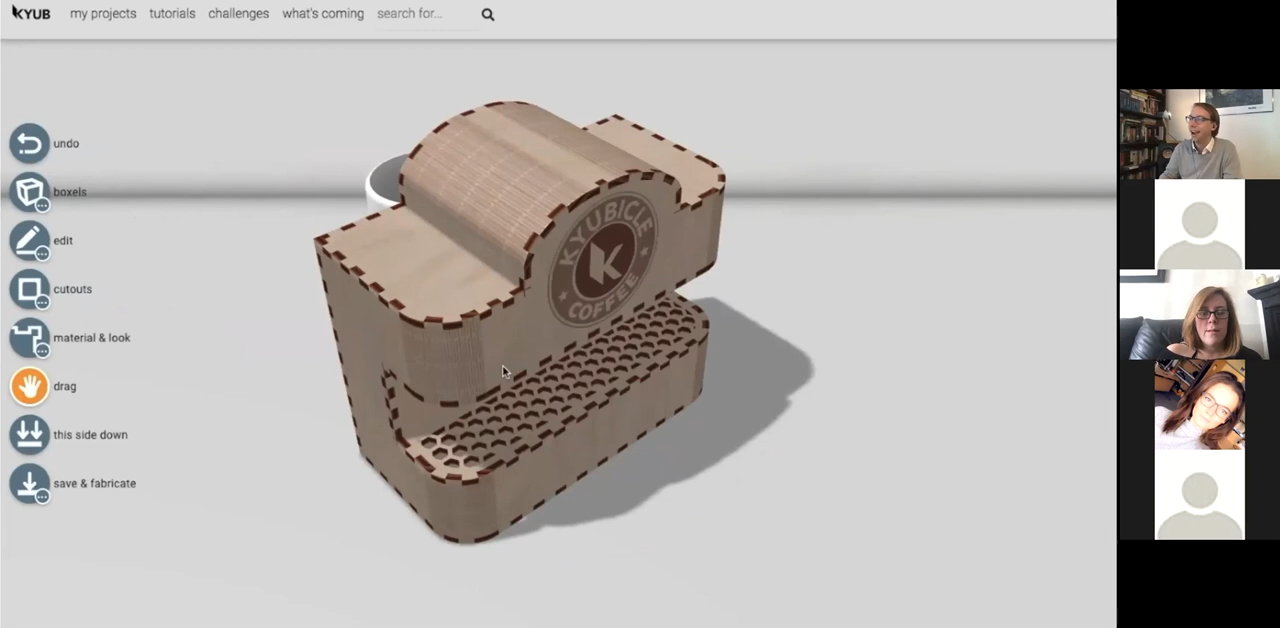 KYUB my projects tutorials challenges what's coming search for...
undo
boxels
edit
cutouts
material & look
drag
this side down
save & fabricate
KYUBICLE
K
COFFEE